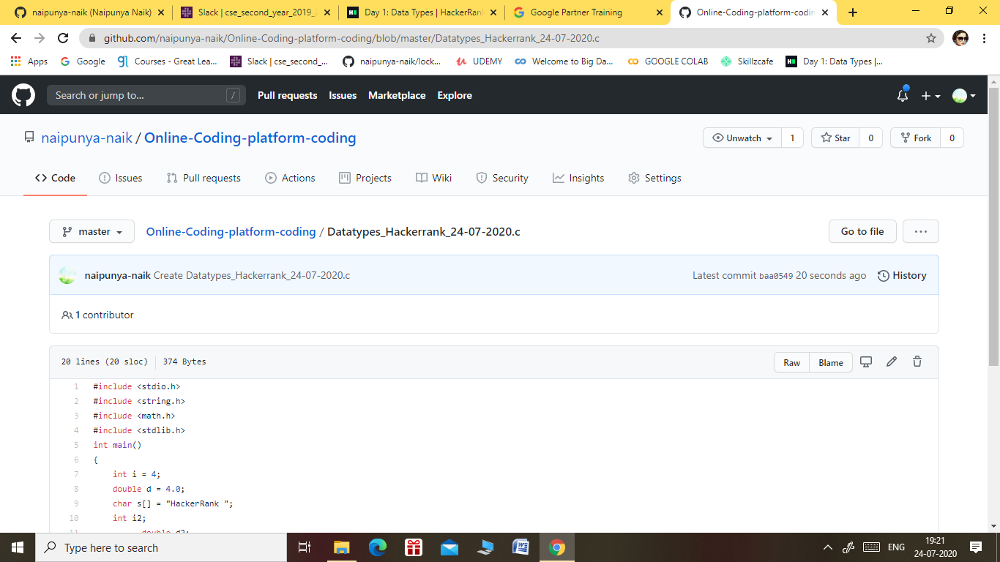 naipunya-naik (Naipunya Naik)
Slack | cse_second_year_2019_2
Day 1: Data Types | HackerRank
Google Partner Training
Online-Coding-platform-coding
github.com/naipunya-naik/Online-Coding-platform-coding/blob/master/Datatypes_Hackerrank_24-07-2020.c
Apps Google Courses - Great Lea... Slack | cse_second_... naipunya-naik/lock... UDEMY Welcome to Big Da... GOOGLE COLAB Skillzcafe Day 1: Data Types |...
Search or jump to... / Pull requests Issues Marketplace Explore
naipunya-naik / Online-Coding-platform-coding
Unwatch 1 Star 0 Fork 0
Code Issues Pull requests Actions Projects Wiki Security Insights Settings
master Online-Coding-platform-coding / Datatypes_Hackerrank_24-07-2020.c Go to file ...
naipunya-naik Create Datatypes_Hackerrank_24-07-2020.c Latest commit baa0549 20 seconds ago History
1 contributor
20 lines (20 sloc) 374 Bytes Raw Blame
1 #include <stdio.h>
2 #include <string.h>
3 #include <math.h>
4 #include <stdlib.h>
5 int main()
6 {
7 int i = 4;
8 double d = 4.0;
9 char s[] = "HackerRank ";
10 int i2;
11 double d2;
Type here to search
ENG
19:21
24-07-2020